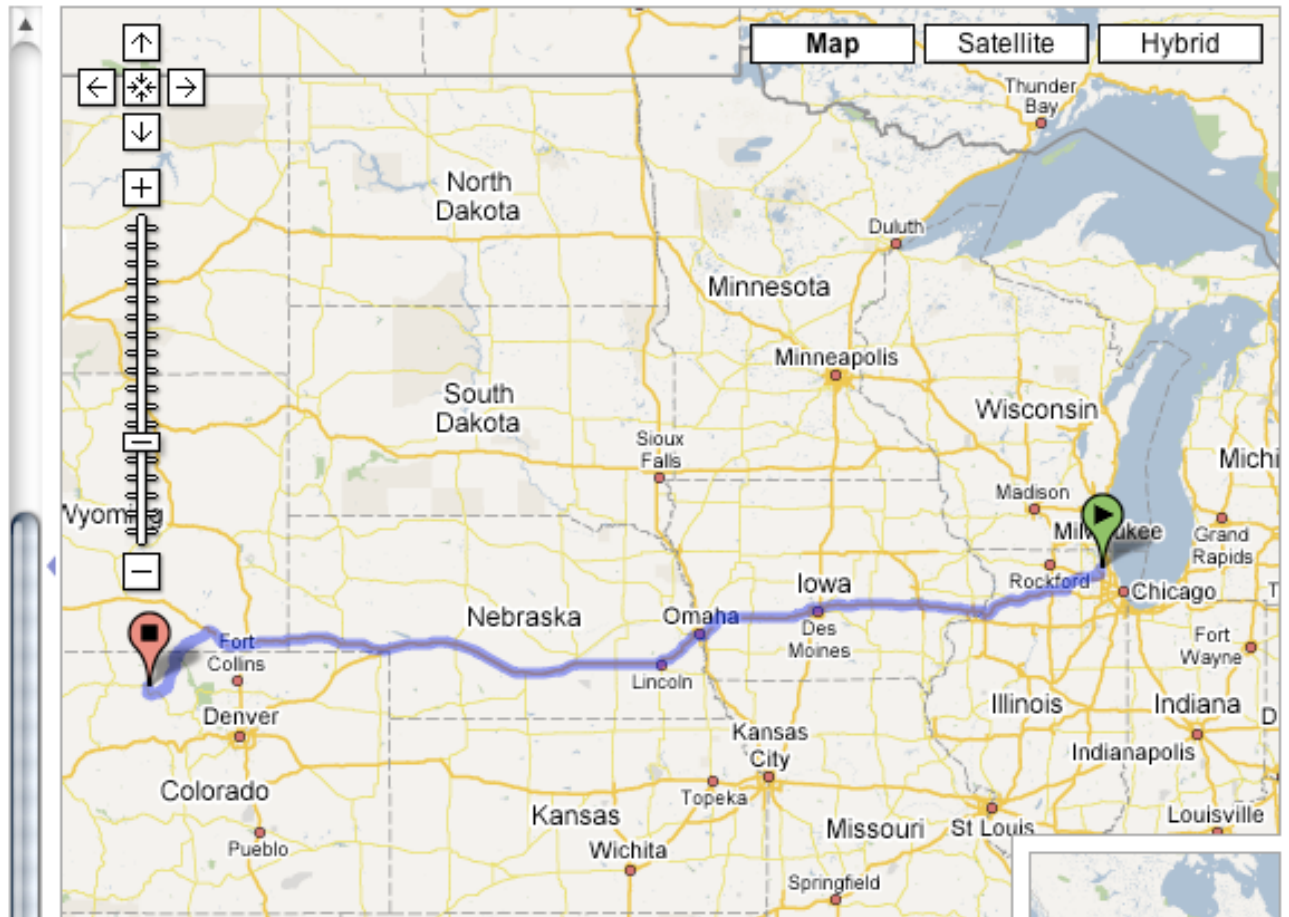 Map
Satellite
Hybrid
Thunder
Bay
North
Dakota
Duluth
Minnesota
Minneapolis
South
Dakota
Wisconsin
Sioux
Falls
Michi
Madison
Wyoming
Milwaukee
Grand
Rapids
Rockford
Iowa
Chicago
T
Nebraska
Omaha
Des
Moines
Fort
Collins
Fort
Wayne
Lincoln
Denver
Illinois
Indiana
D
Kansas
City
Indianapolis
Colorado
Topeka
Kansas
Missouri
St Louis
Louisville
Pueblo
Wichita
Springfield